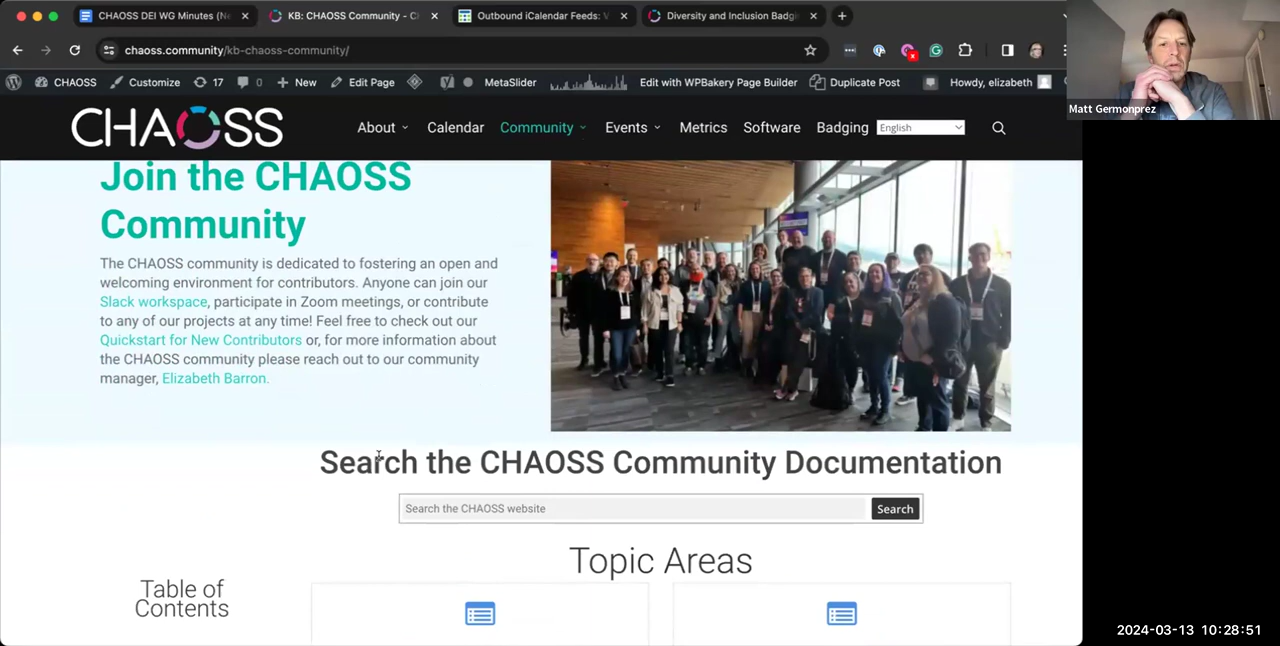 CHAOSS DEI WG Minutes (Ne
KB: CHAOSS Community - C
Outbound iCalendar Feeds: V
Diversity and Inclusion Badgi
chaoss.community/kb-chaoss-community/
CHAOSS
Customize
17
0
New
Edit Page
MetaSlider
Edit with WPBakery Page Builder
Duplicate Post
Howdy, elizabeth
Matt Germonprez
CHAOSS
About
Calendar
Community
Events
Metrics
Software
Badging
English
Join the CHAOSS
Community
The CHAOSS community is dedicated to fostering an open and
welcoming environment for contributors. Anyone can join our
Slack workspace, participate in Zoom meetings, or contribute
to any of our projects at any time! Feel free to check out our
Quickstart for New Contributors or, for more information about
the CHAOSS community please reach out to our community
manager, Elizabeth Barron.
Search the CHAOSS Community Documentation
Search the CHAOSS website
Search
Topic Areas
Table of
Contents
2024-03-13 10:28:51